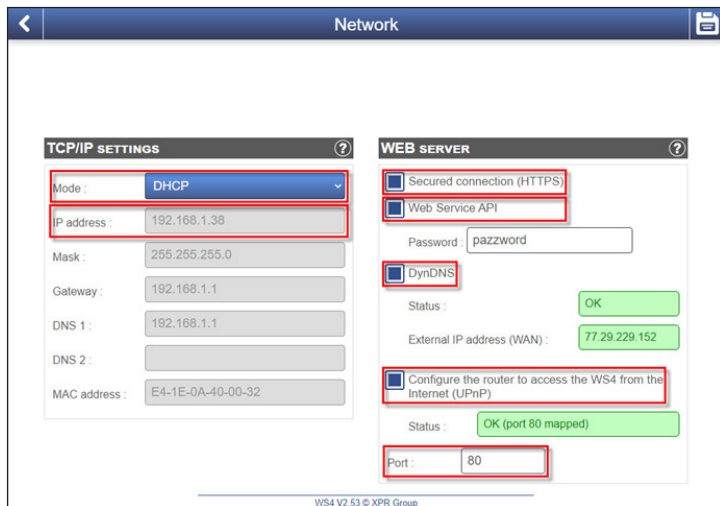 Network
TCP/IP SETTINGS ?
Mode : DHCP
IP address : 192.168.1.38
Mask : 255.255.255.0
Gateway : 192.168.1.1
DNS 1 : 192.168.1.1
DNS 2 :
MAC address : E4-1E-0A-40-00-32
WEB SERVER ?
Secured connection (HTTPS)
Web Service API
Password : pazzword
DynDNS
Status : OK
External IP address (WAN) : 77.29.229.152
Configure the router to access the WS4 from the
Internet (UPnP)
Status : OK (port 80 mapped)
Port : 80
WS4 V2.53 © XPR Group